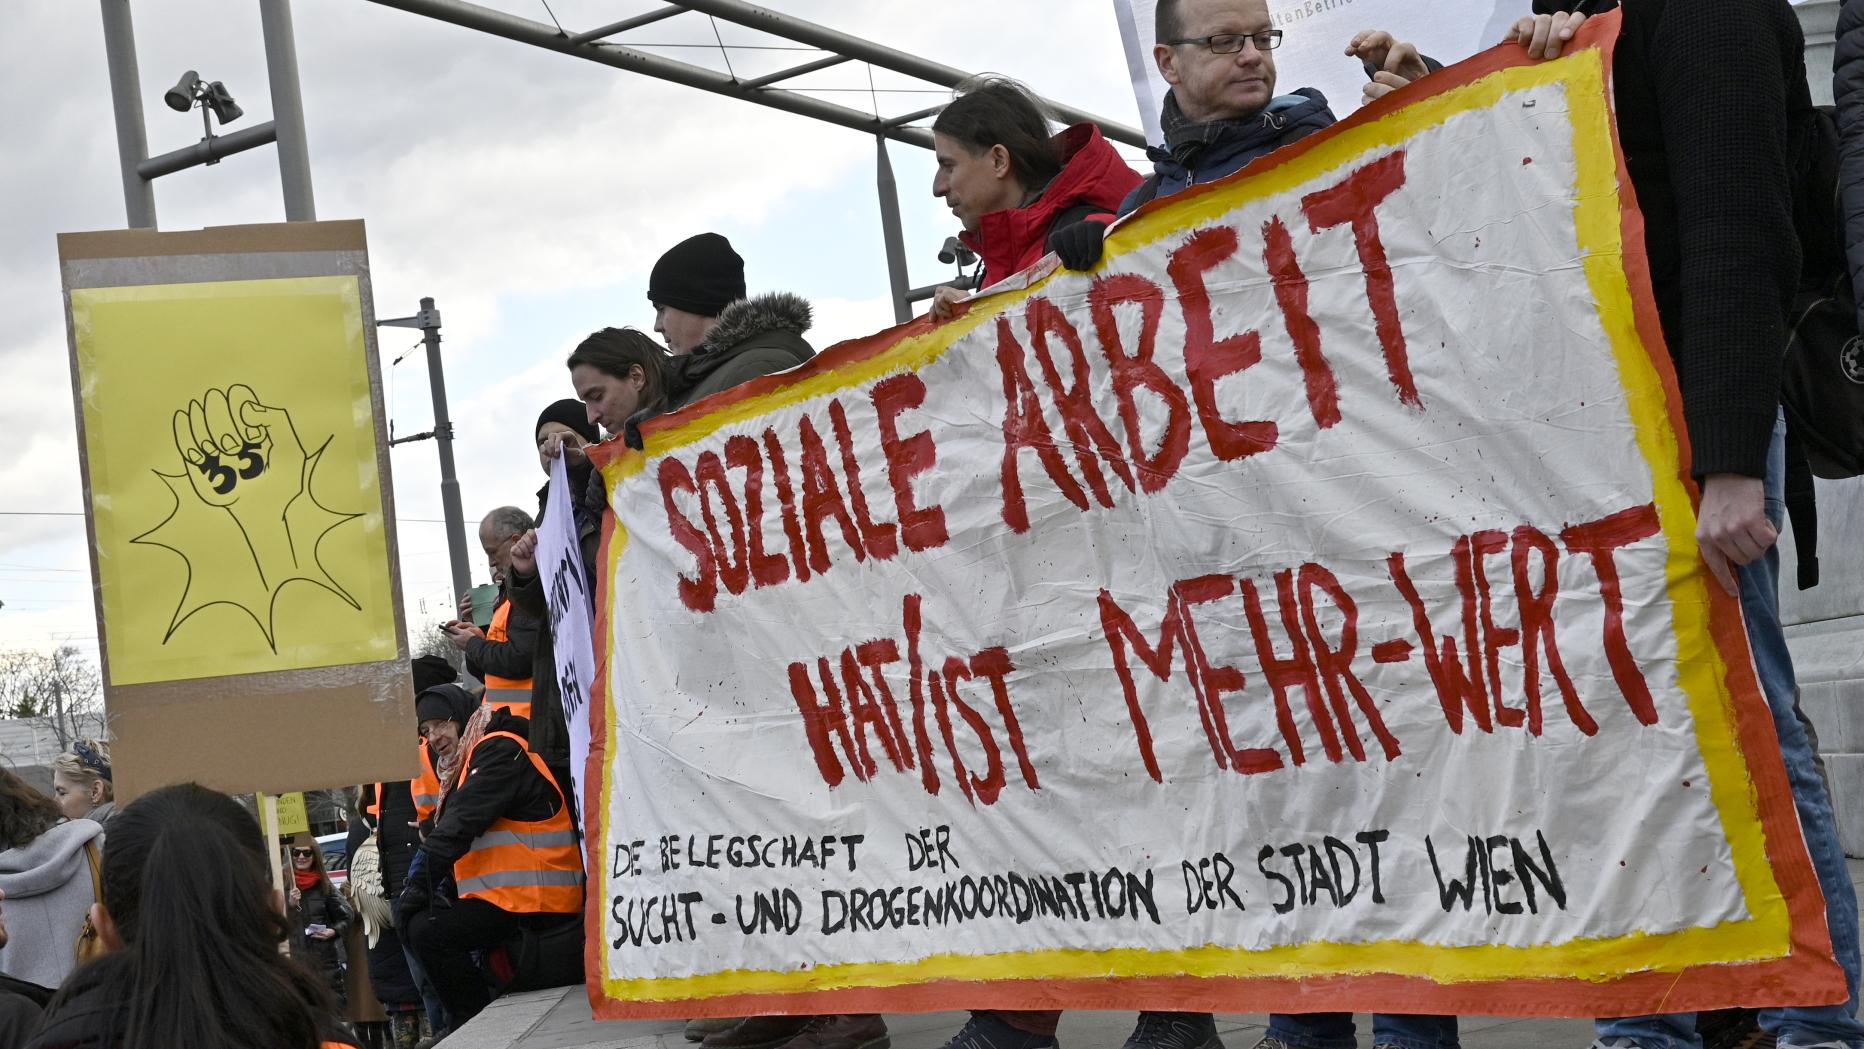 35
SOZIALE ARBEIT
HAT/IST MEHR-WERT
DIE BELEGSCHAFT DER
SUCHT-UND DROGENKOORDINATION DER STADT WIEN